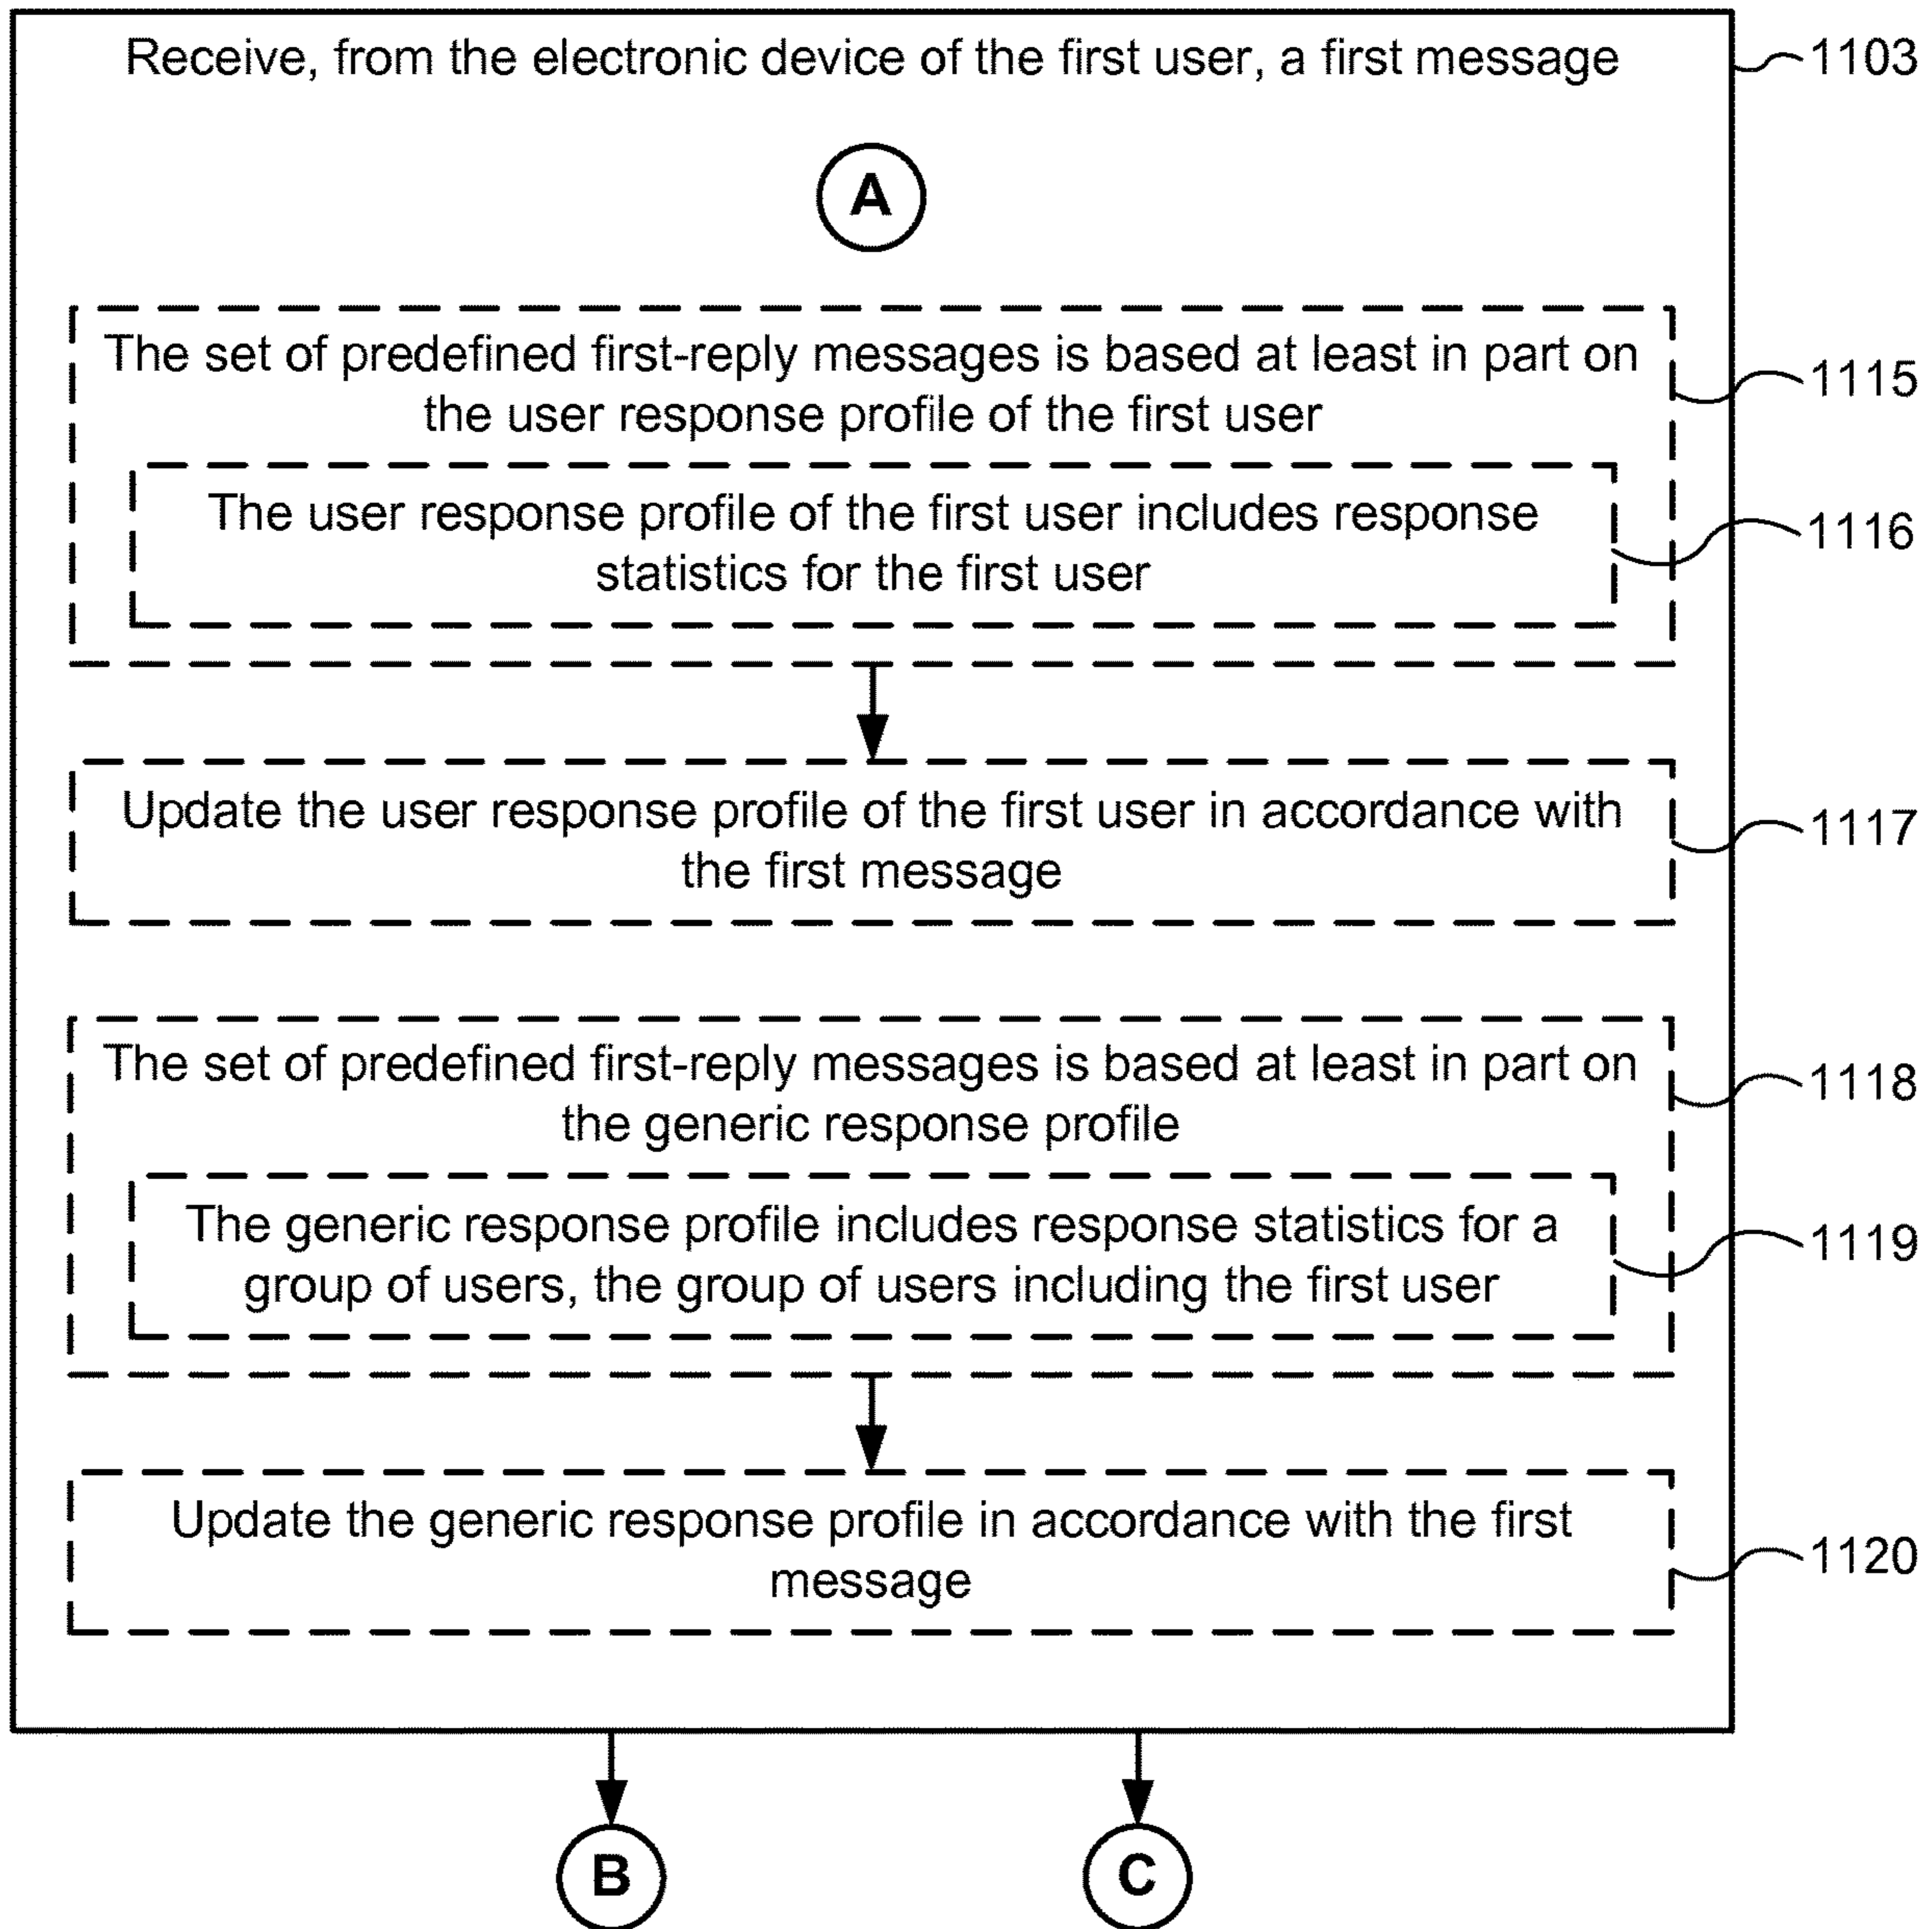 Receive, from the electronic device of the first user, a first message
1103
A
The set of predefined first-reply messages is based at least in part on
the user response profile of the first user
1115
The user response profile of the first user includes response
statistics for the first user
1116
Update the user response profile of the first user in accordance with
the first message
1117
The set of predefined first-reply messages is based at least in part on
the generic response profile
1118
The generic response profile includes response statistics for a
group of users, the group of users including the first user
1119
Update the generic response profile in accordance with the first
message
1120
B
C